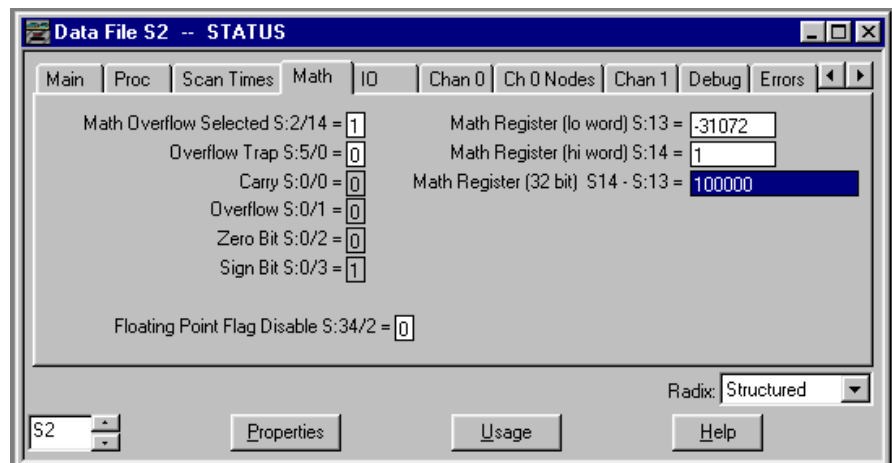 Data File S2 -- STATUS
Main Proc Scan Times Math IO Chan 0 Ch 0 Nodes Chan 1 Debug Errors
Math Overflow Selected S:2/14 = 1
Overflow Trap S:5/0 = 0
Carry S:0/0 = 0
Overflow S:0/1 = 0
Zero Bit S:0/2 = 0
Sign Bit S:0/3 = 1
Floating Point Flag Disable S:34/2 = 0
Math Register (lo word) S:13 = -31072
Math Register (hi word) S:14 = 1
Math Register (32 bit) S14 - S:13 = 100000
Radix: Structured
S2 Properties Usage Help